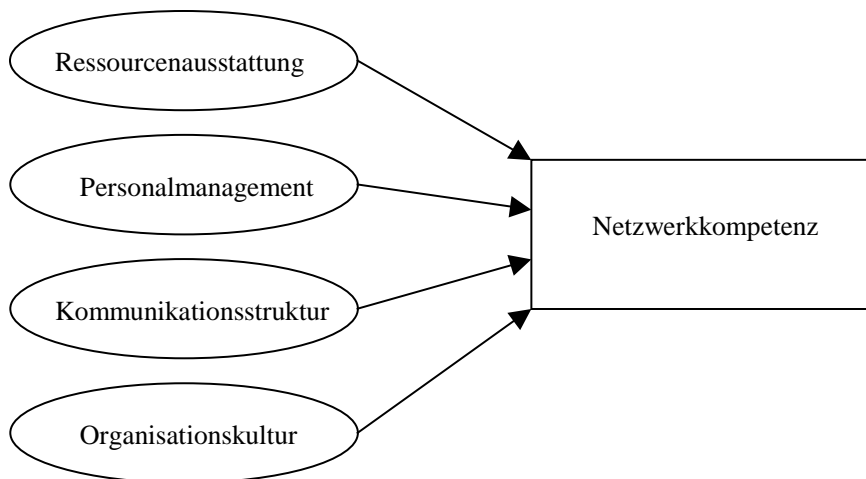 Ressourcenausstattung
Personalmanagement
Netzwerkkompetenz
Kommunikationsstruktur
Organisationskultur